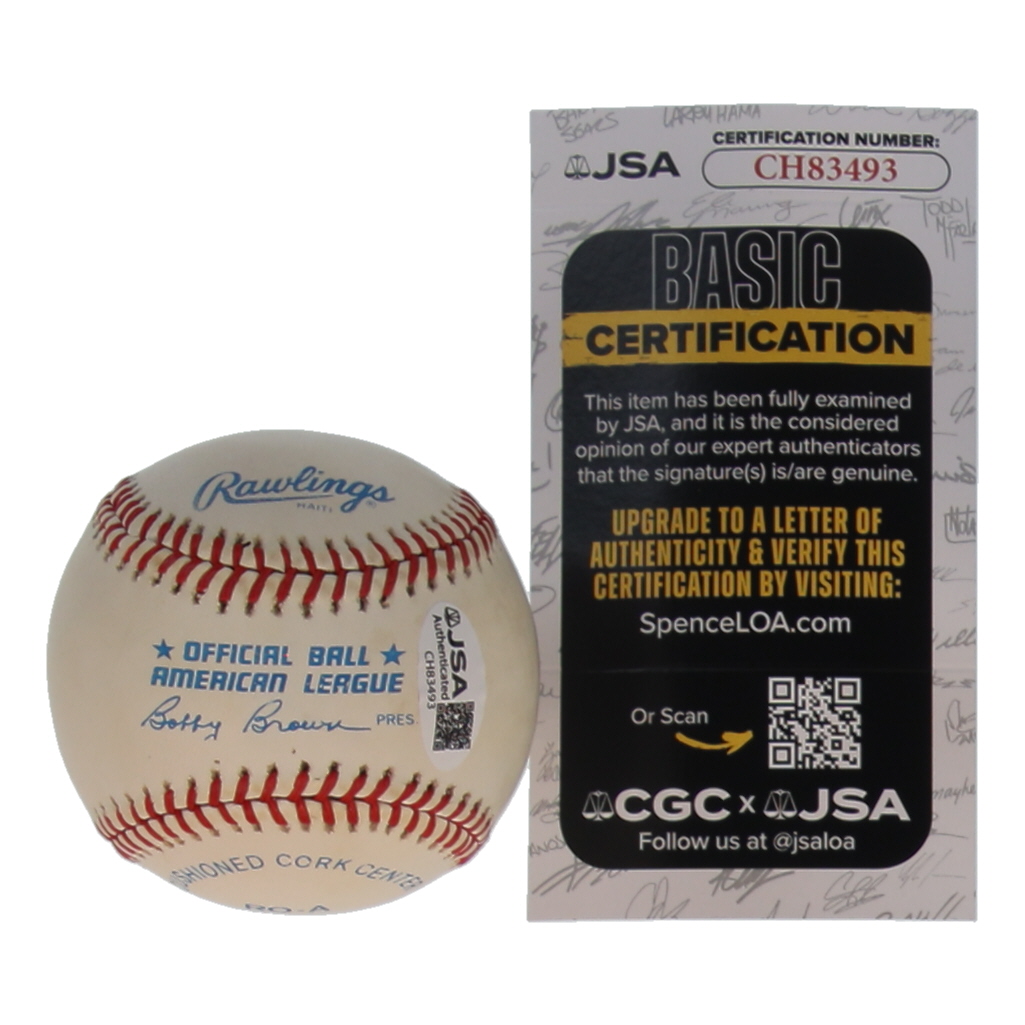 Rawlings®
HAITI
OFFICIAL BALL
AMERICAN LEAGUE
Bobby Brown PRES.
CORK
RO-A
JSA
Authenticated
CH83493
LARRY HAMA
JSA
CERTIFICATION NUMBER:
CH83493
BASIC
CERTIFICATION
This item has been fully examined
by JSA, and it is the considered
opinion of our expert authenticators
that the signature(s) is/are genuine.
UPGRADE TO A LETTER OF
AUTHENTICITY & VERIFY THIS
CERTIFICATION BY VISITING:
SpenceLOA.com
Or Scan
CGC x JSA
Follow us at @jsaloa